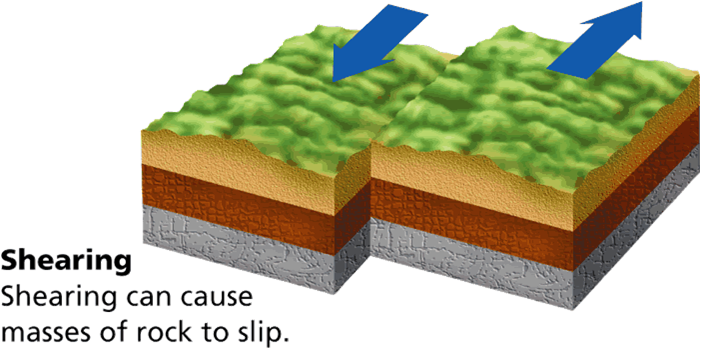 Shearing
Shearing can cause
masses of rock to slip.